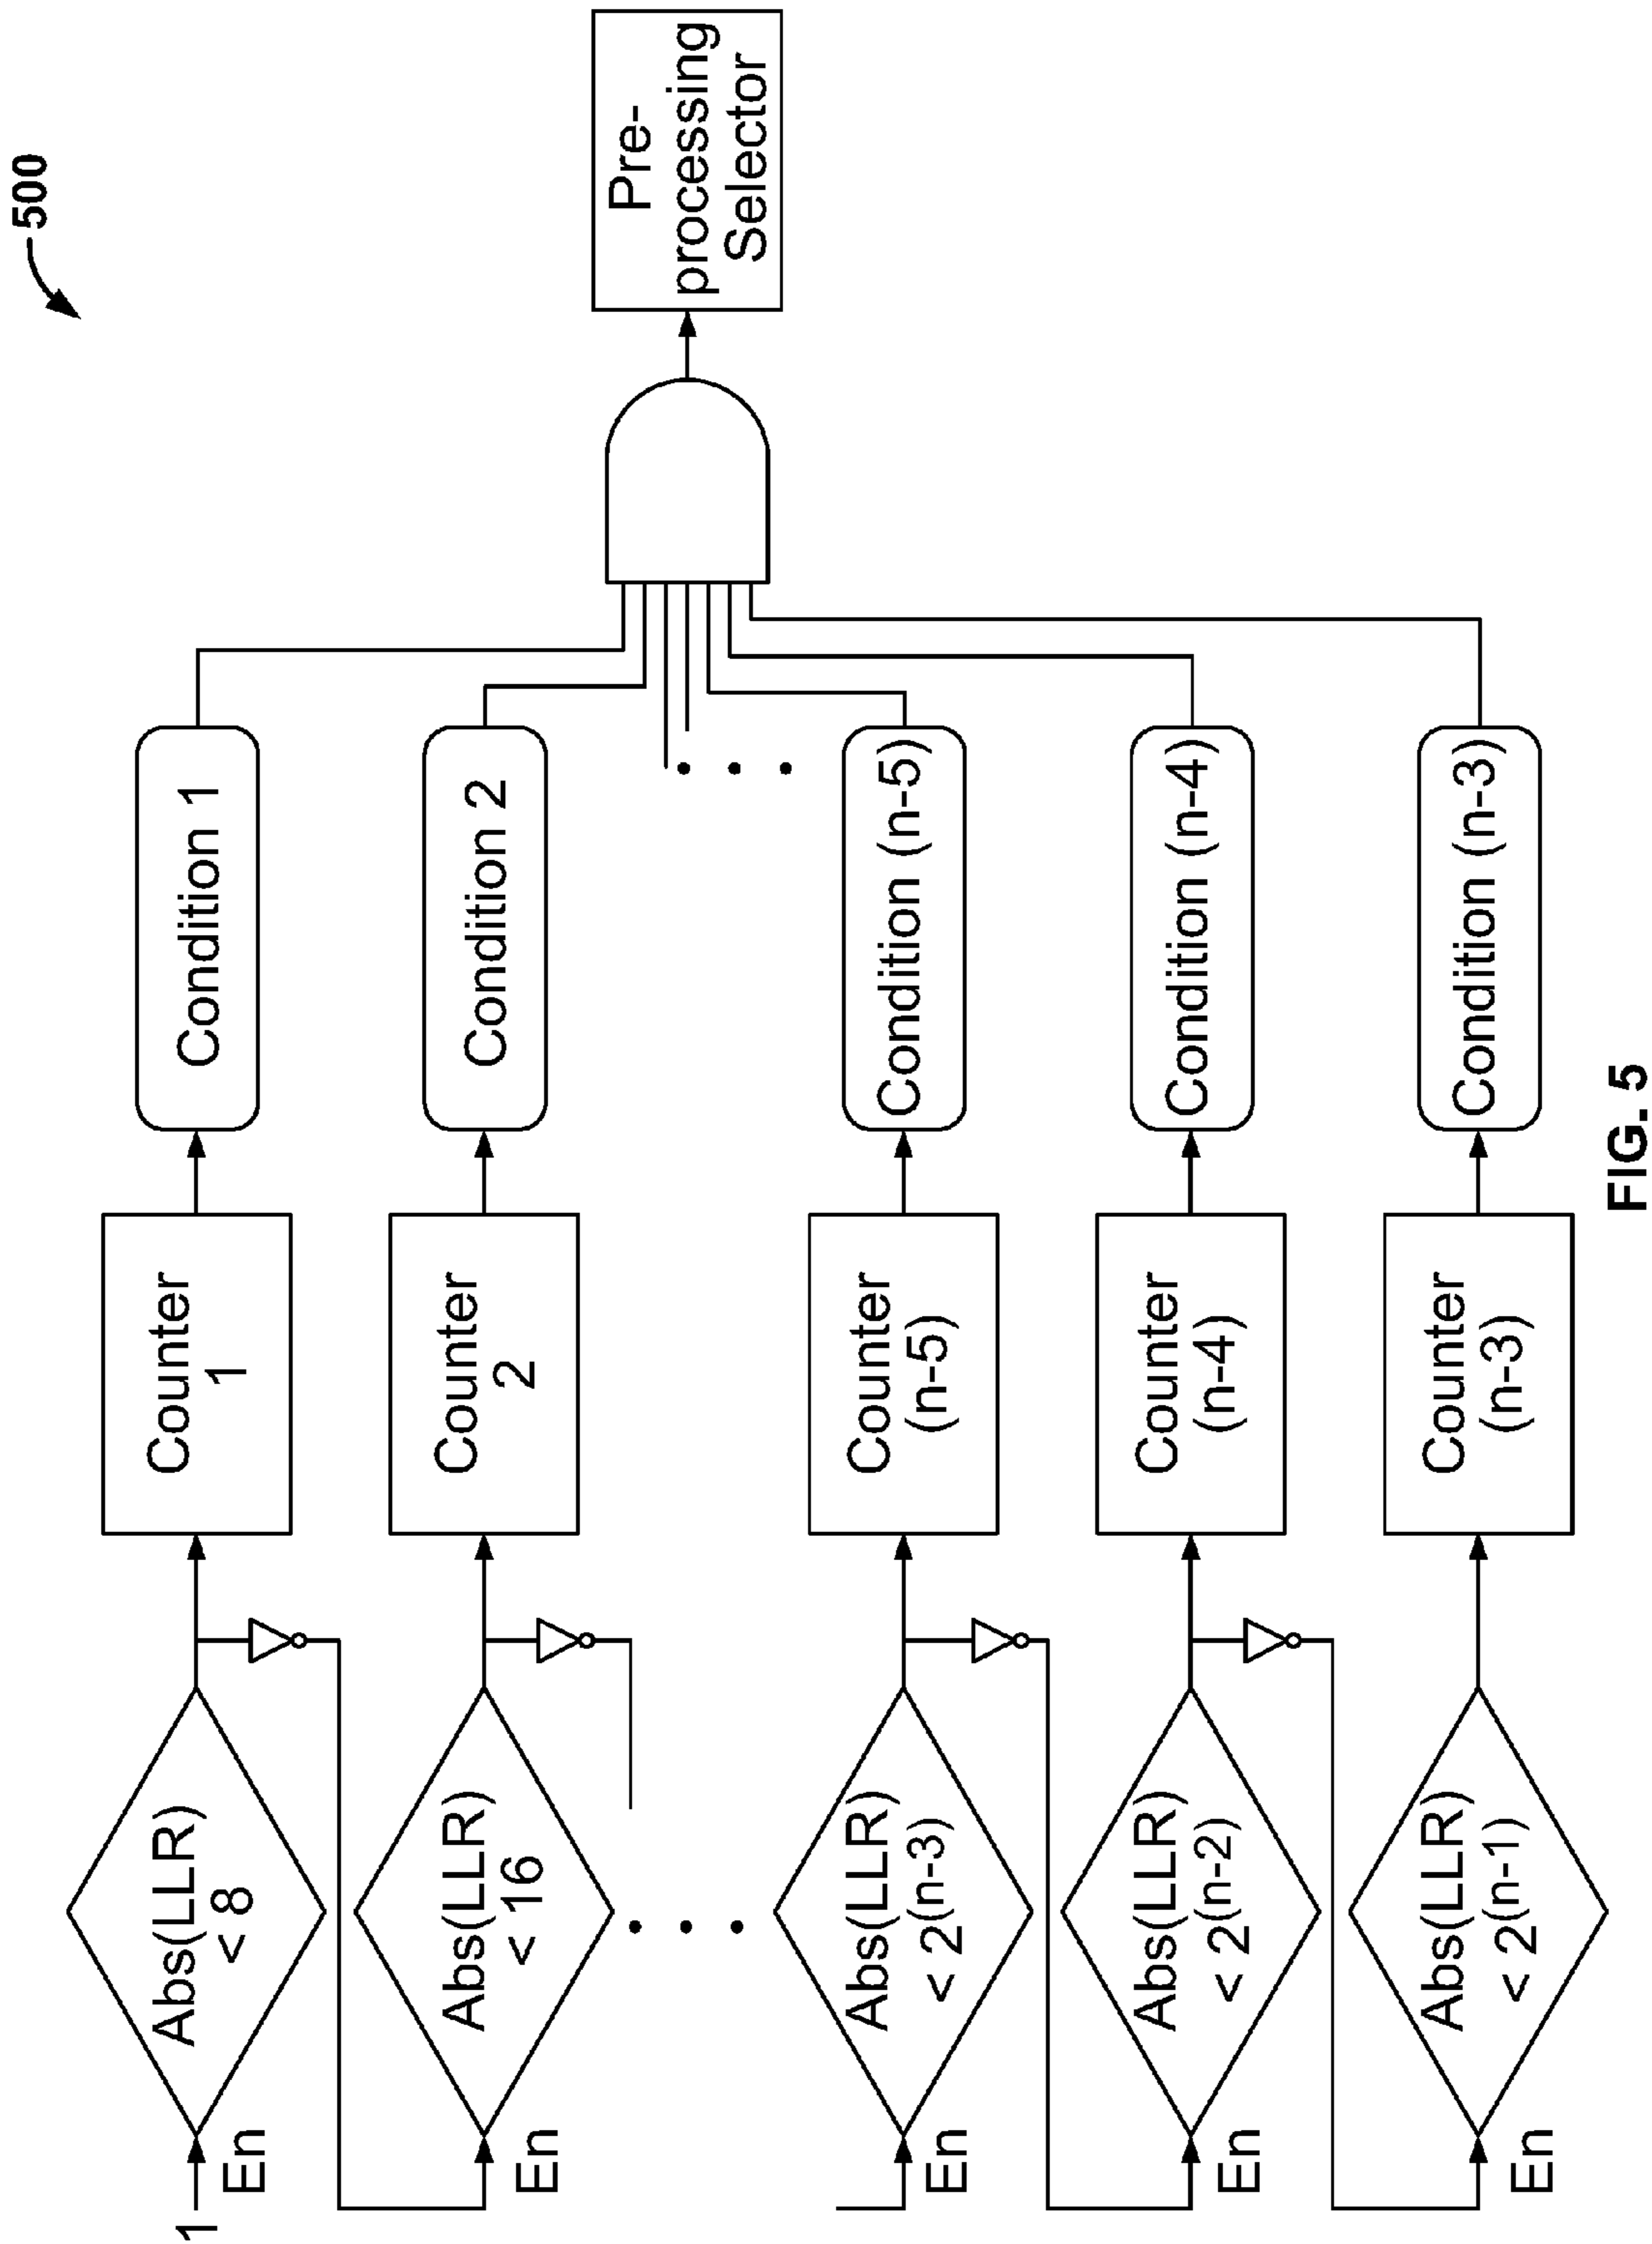 500
1
En
Abs(LLR)
< 8
Counter
1
Condition 1
En
Abs(LLR)
< 16
Counter
2
Condition 2
Pre-
processing
Selector
• • •
• • •
En
Abs(LLR)
< 2(n-3)
Counter
(n-5)
Condition (n-5)
En
Abs(LLR)
< 2(n-2)
Counter
(n-4)
Condition (n-4)
En
Abs(LLR)
< 2(n-1)
Counter
(n-3)
Condition (n-3)
FIG. 5